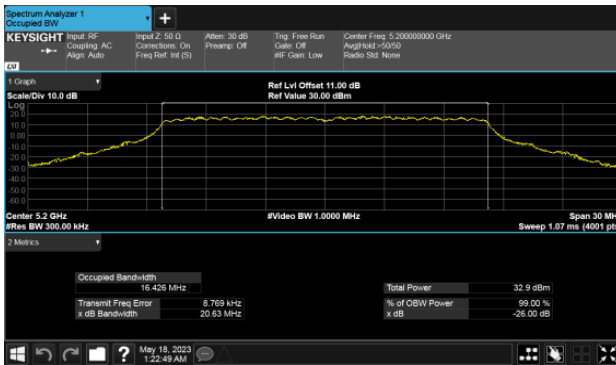 Spectrum Analyzer 1
Occupied BW
KEYSIGHT
Input: RF
Coupling: AC
Align: Auto
Input Z: 50 Ω
Corrections: On
Freq Ref: Int (S)
Atten: 30 dB
Preamp: Off
Trig: Free Run
Gate: Off
#IF Gain: Low
Center Freq: 5.200000000 GHz
Avg|Hold:>50/50
Radio Std: None
LXI
1 Graph
Scale/Div 10.0 dB
Ref Lvl Offset 11.00 dB
Ref Value 30.00 dBm
Log
20.0
10.0
0.00
-10.0
-20.0
-30.0
-40.0
-50.0
-60.0
Center 5.2 GHz
#Res BW 300.00 kHz
#Video BW 1.0000 MHz
Span 30 MH
Sweep 1.07 ms (4001 pts
2 Metrics
Occupied Bandwidth
16.426 MHz
Transmit Freq Error 8.769 kHz
x dB Bandwidth 20.63 MHz
Total Power 32.9 dBm
% of OBW Power 99.00 %
x dB -26.00 dB
?
May 18, 2023
1:22:49 AM